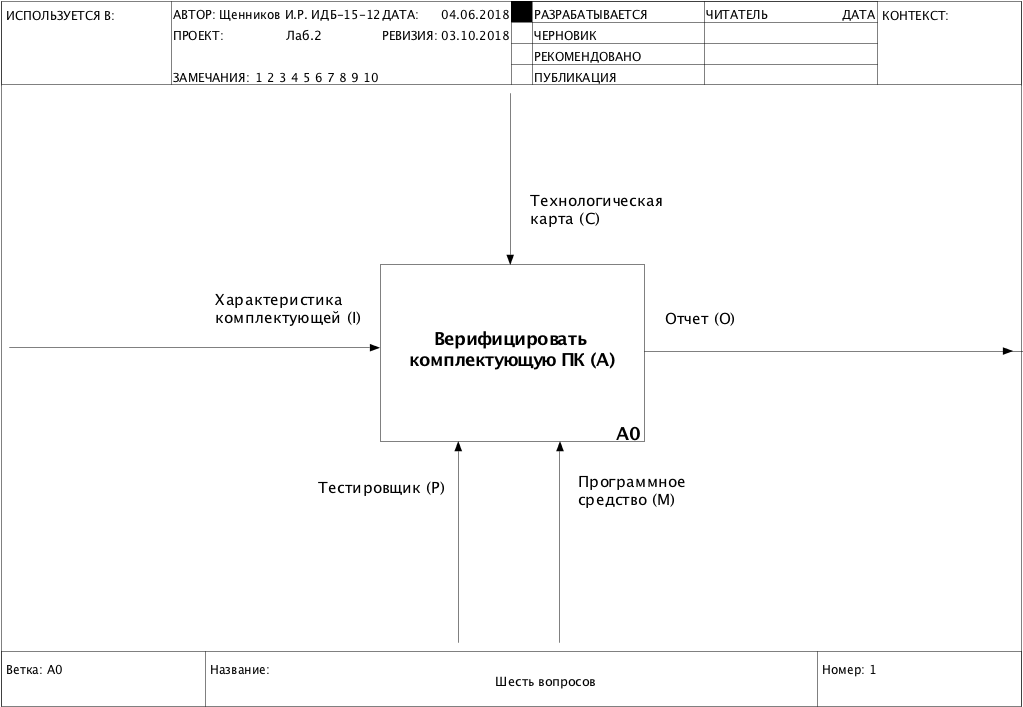 ИСПОЛЬЗУЕТСЯ В:
АВТОР: Щенников И.Р. ИДБ-15-12 ДАТА: 04.06.2018
ПРОЕКТ: Лаб.2 РЕВИЗИЯ: 03.10.2018
ЗАМЕЧАНИЯ: 1 2 3 4 5 6 7 8 9 10
РАЗРАБАТЫВАЕТСЯ
ЧЕРНОВИК
РЕКОМЕНДОВАНО
ПУБЛИКАЦИЯ
ЧИТАТЕЛЬ ДАТА
КОНТЕКСТ:
Технологическая
карта (C)
Характеристика
комплектующей (I)
Верифицировать
комплектующую ПК (А)
A0
Отчет (O)
Тестировщик (P)
Программное
средство (M)
Ветка: A0
Название:
Шесть вопросов
Номер: 1